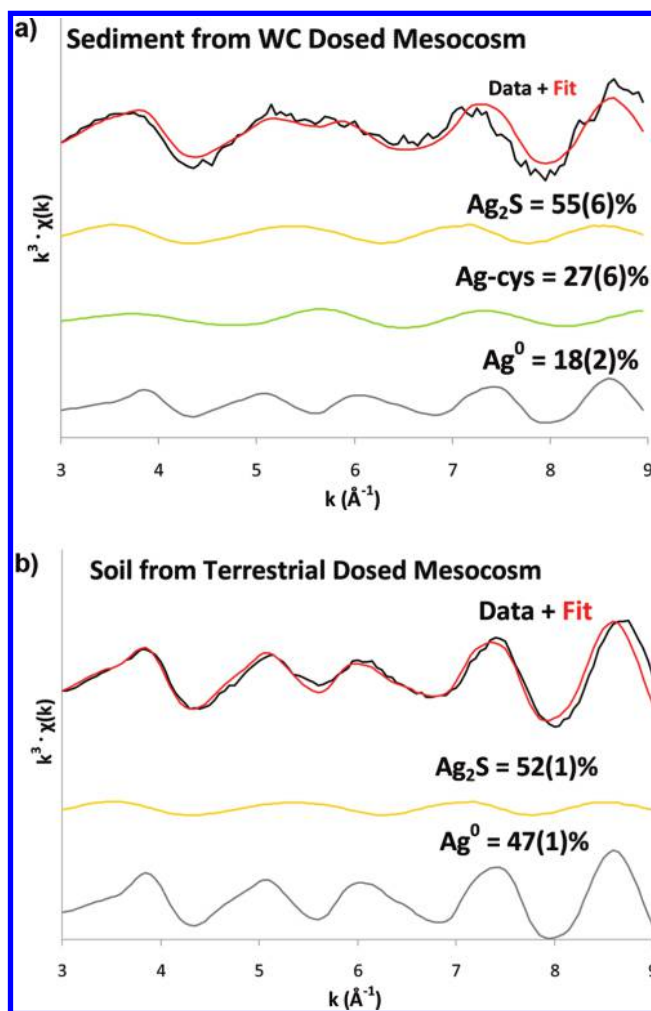 a)
Sediment from WC Dosed Mesocosm
Data + Fit
Ag₂S = 55(6)%
Ag-cys = 27(6)%
Ag⁰ = 18(2)%
k³ · χ(k)
3 4 5 6 7 8 9
k (Å⁻¹)
b)
Soil from Terrestrial Dosed Mesocosm
Data + Fit
Ag₂S = 52(1)%
Ag⁰ = 47(1)%
k³ · χ(k)
3 4 5 6 7 8 9
k (Å⁻¹)